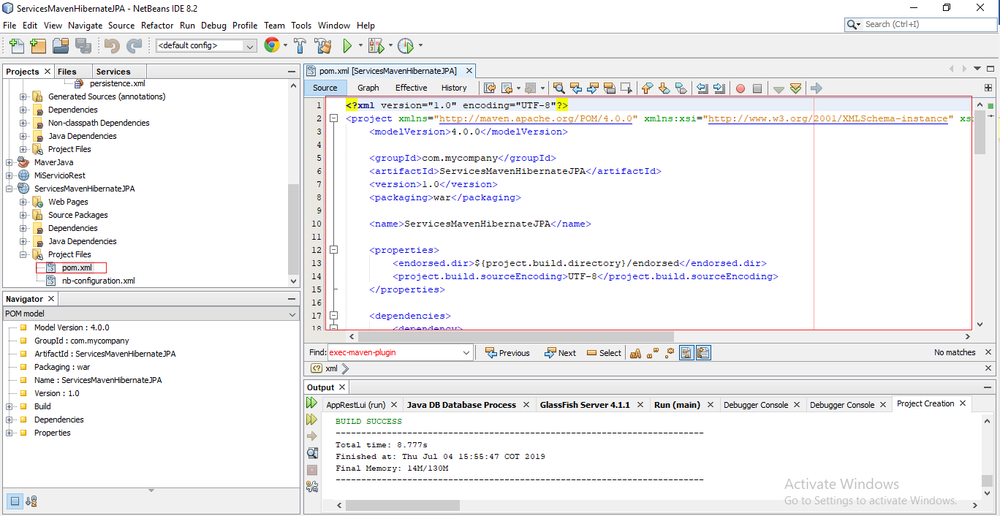 ServicesMavenHibernateJPA - NetBeans IDE 8.2
File Edit View Navigate Source Refactor Run Debug Profile Team Tools Window Help
Search (Ctrl+I)
<default config>
Projects Files Services
persistence.xml
Generated Sources (annotations)
Dependencies
Non-classpath Dependencies
Java Dependencies
Project Files
MaverJava
MiServicioRest
ServicesMavenHibernateJPA
Web Pages
Source Packages
Dependencies
Java Dependencies
Project Files
pom.xml
nb-configuration.xml
Navigator
POM model
Model Version : 4.0.0
GroupId : com.mycompany
ArtifactId : ServicesMavenHibernateJPA
Packaging : war
Name : ServicesMavenHibernateJPA
Version : 1.0
Build
Dependencies
Properties
pom.xml [ServicesMavenHibernateJPA]
Source Graph Effective History
1 <?xml version="1.0" encoding="UTF-8"?>
2 <project xmlns="http://maven.apache.org/POM/4.0.0" xmlns:xsi="http://www.w3.org/2001/XMLSchema-instance" xs:
3 <modelVersion>4.0.0</modelVersion>
4
5 <groupId>com.mycompany</groupId>
6 <artifactId>ServicesMavenHibernateJPA</artifactId>
7 <version>1.0</version>
8 <packaging>war</packaging>
9
10 <name>ServicesMavenHibernateJPA</name>
11
12 <properties>
13 <endorsed.dir>${project.build.directory}/endorsed</endorsed.dir>
14 <project.build.sourceEncoding>UTF-8</project.build.sourceEncoding>
15 </properties>
16
17 <dependencies>
18 <dependency>
Find: exec-maven-plugin Previous Next Select No matches
xml
Output
AppRestLui (run) Java DB Database Process GlassFish Server 4.1.1 Run (main) Debugger Console Debugger Console Project Creation
BUILD SUCCESS
------------------------------------------------------------------------
Total time: 8.777s
Finished at: Thu Jul 04 15:55:47 COT 2019
Final Memory: 14M/130M
------------------------------------------------------------------------
Activate Windows
Go to Settings to activate Windows.